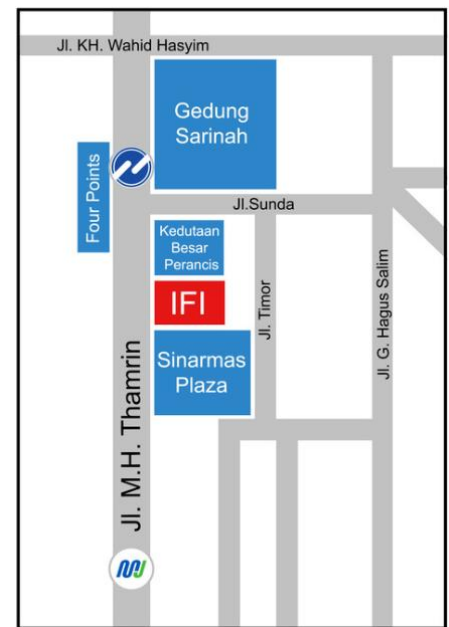 Jl. KH. Wahid Hasyim
Gedung
Sarinah
Four Points
Jl.Sunda
Kedutaan
Besar
Perancis
IFI
Jl. Timor
Jl. G. Hagus Salim
Sinarmas
Plaza
Jl. M.H. Thamrin